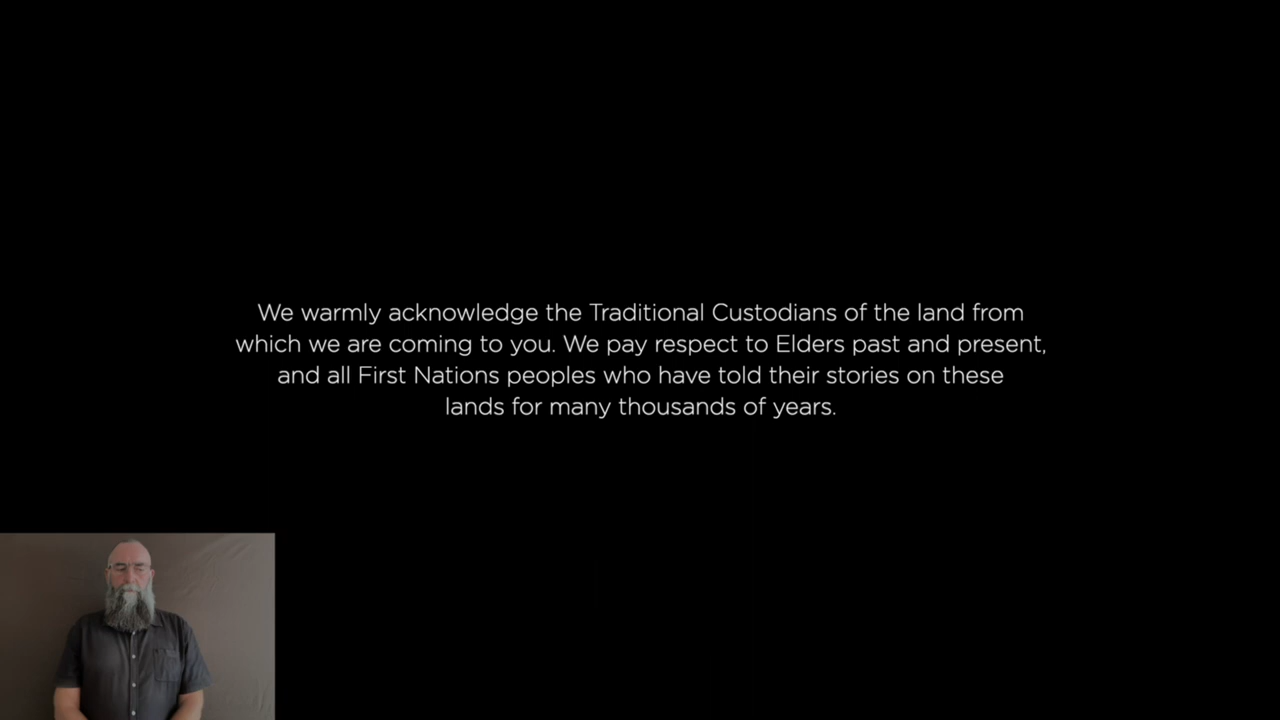 We warmly acknowledge the Traditional Custodians of the land from
which we are coming to you. We pay respect to Elders past and present,
and all First Nations peoples who have told their stories on these
lands for many thousands of years.